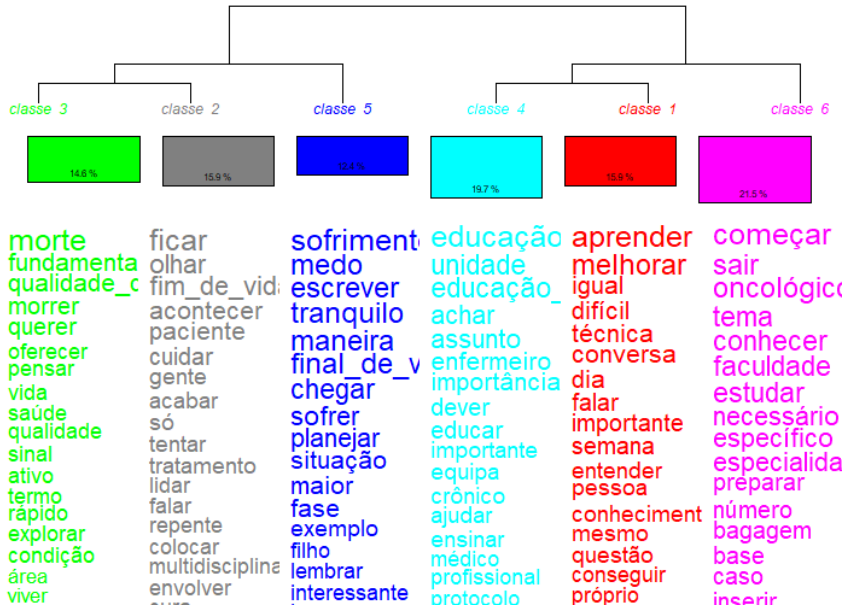 classe 3
classe 2
classe 5
classe 4
classe 1
classe 6
14.6 %
15.9 %
12.4 %
19.7 %
15.9 %
21.5 %
morte
fundamenta
qualidade_d
morrer
querer
oferecer
pensar
vida
saúde
qualidade
sinal
ativo
termo
rápido
explorar
condição
área
viver
ficar
olhar
fim_de_vida
acontecer
paciente
cuidar
gente
acabar
só
tentar
tratamento
lidar
falar
repente
colocar
multidisciplina
envolver
sofriment
medo
escrever
tranquilo
maneira
final_de_v
chegar
sofrer
planejar
situação
maior
fase
exemplo
filho
lembrar
interessante
educação
unidade
educação_
achar
assunto
enfermeiro
importância
dever
educar
importante
equipa
crônico
ajudar
ensinar
médico
profissional
protocolo
aprender
melhorar
igual
difícil
técnica
conversa
dia
falar
importante
semana
entender
pessoa
conheciment
mesmo
questão
conseguir
próprio
começar
sair
oncológico
tema
conhecer
faculdade
estudar
necessário
específico
especialida
preparar
número
bagagem
base
caso
inserir